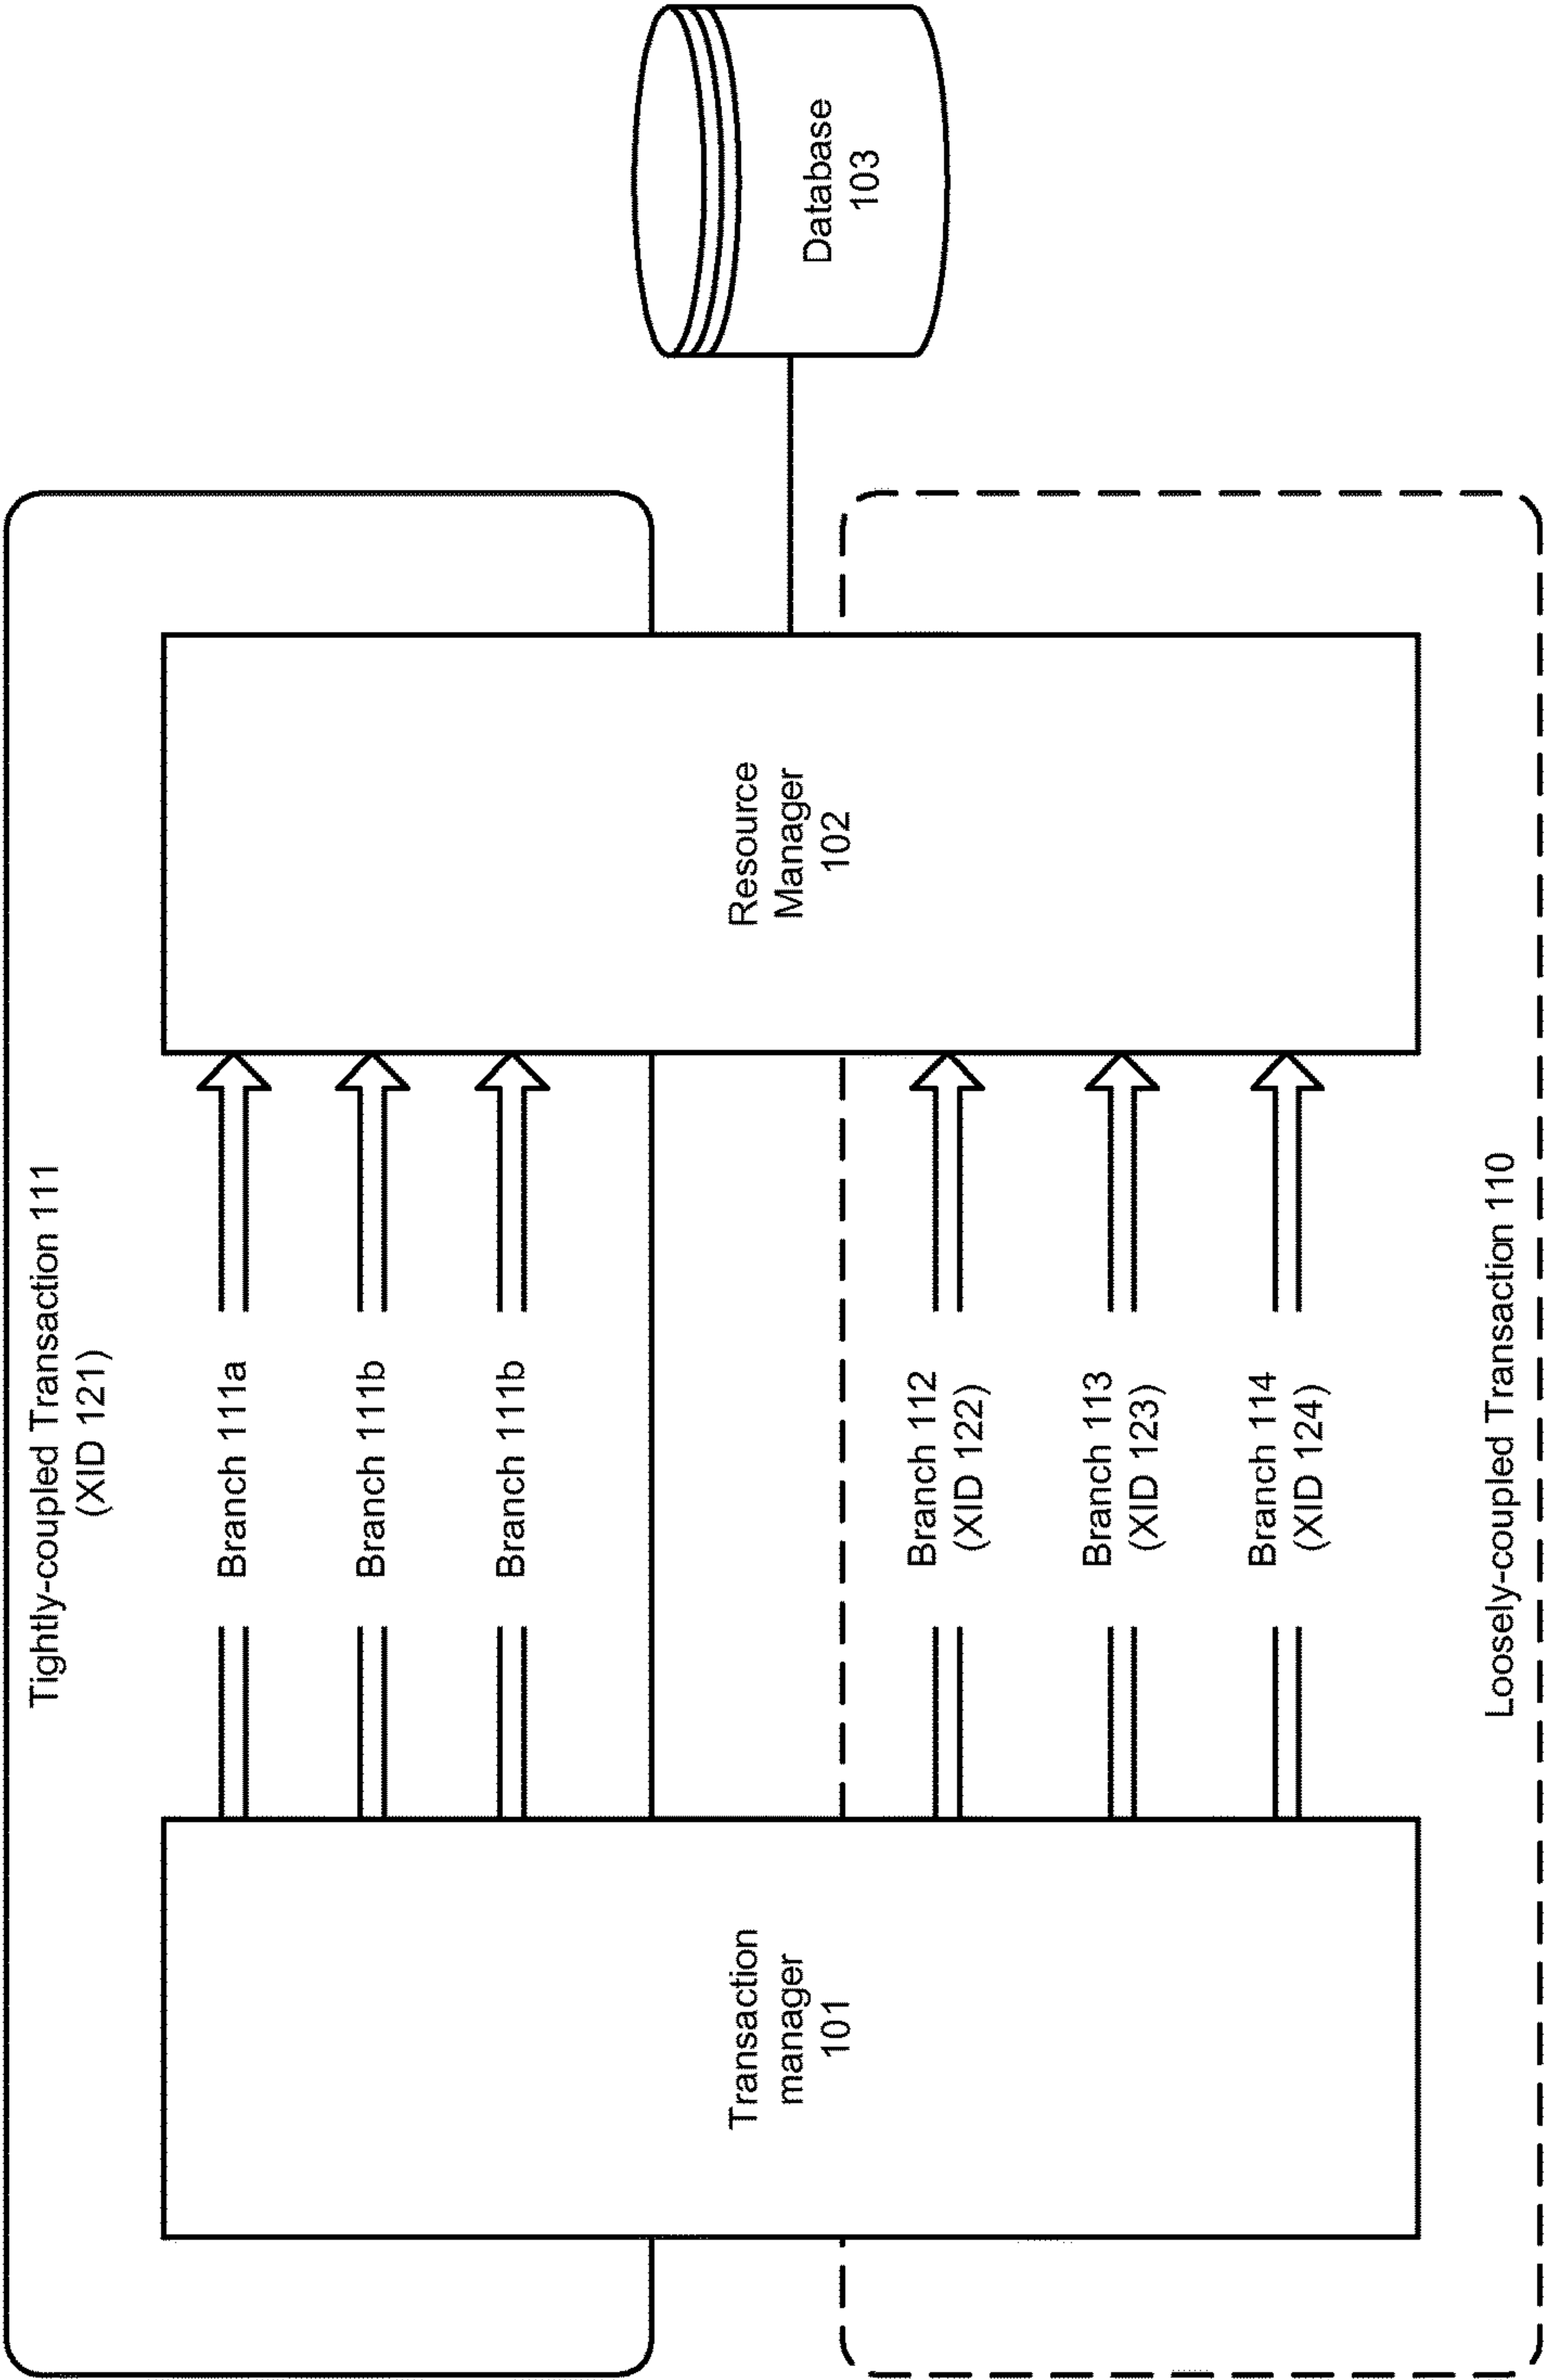 Tightly-coupled Transaction 111
(XID 121)
Branch 111a
Branch 111b
Branch 111b
Transaction
manager
101
Resource
Manager
102
Database
103
Branch 112
(XID 122)
Branch 113
(XID 123)
Branch 114
(XID 124)
Loosely-coupled Transaction 110